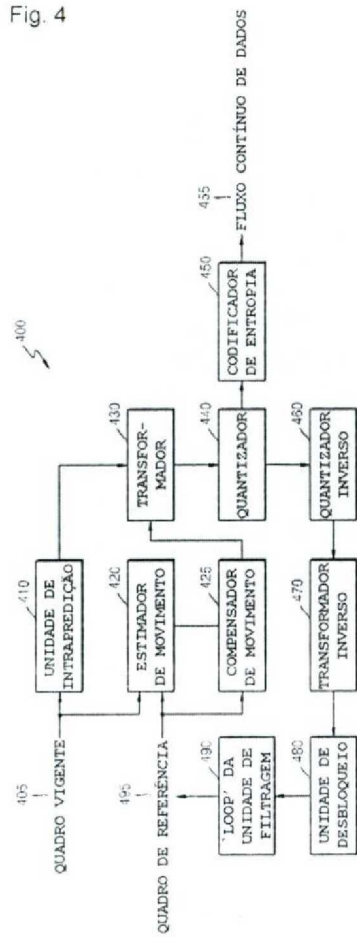 Fig. 4
400
405
QUADRO VIGENTE
410
UNIDADE DE
INTRAPREDIÇÃO
420
ESTIMADOR
DE MOVIMENTO
425
COMPENSADOR
DE MOVIMENTO
430
TRANSFOR-
MADOR
440
QUANTIZADOR
450
CODIFICADOR
DE ENTROPIA
455
FLUXO CONTÍNUO DE DADOS
495
QUADRO DE REFERÊNCIA
490
'LOOP' DA
UNIDADE DE
FILTRAGEM
480
UNIDADE DE
DESBLOQUEIO
470
TRANSFORMADOR
INVERSO
460
QUANTIZADOR
INVERSO